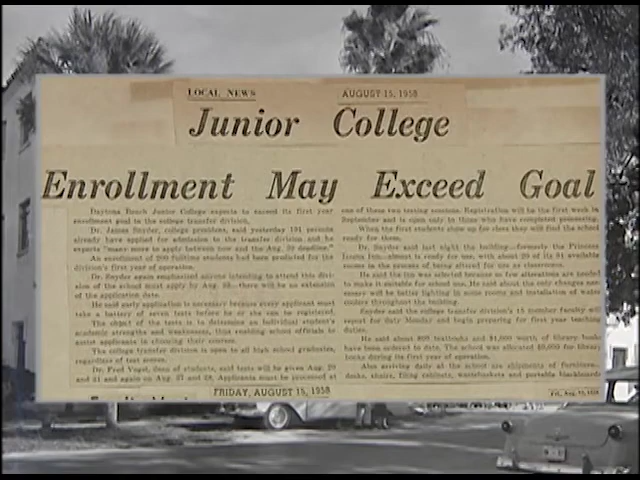 LOCAL NEWS
AUGUST 15, 1958
Junior College
Enrollment May Exceed Goal
Daytona Beach Junior College expects to exceed its first year
enrollment goal in the college transfer division.
Dr. James Snyder, college president, said yesterday 191 persons
already have applied for admission to the transfer division and he
expects "many more to apply between now and the Aug. 20 deadline."
An enrollment of 200 fulltime students had been predicted for the
division's first year of operation.
Dr. Snyder again emphasized anyone intending to attend this divi-
sion of the school must apply by Aug. there will be no extension
of the application date.
He said early application is necessary because every applicant must
take a battery of seven tests before he or she can be registered.
The object of the tests is to determine an individual student's
academic strengths and weaknesses, thus enabling school officials to
assist applicants in choosing their courses.
The college transfer division is open to all high school graduates,
regardless of test scores.
Dr. Fred Vogel, dean of students, said tests will be given Aug. 20
and 21 and again on Aug. 27 and 28. Applicants must be processed at
one of these two testing sessions. Registration will be the first week in
September and is open only to those who have completed processing.
When the first students show up for class they will find the school
ready for them.
Dr. Snyder said last night the building—formerly the Princess
Issena Inn—almost is ready for use, with about 20 of its 91 available
rooms in the process of being altered for use as classrooms.
He said the inn was selected because so few alterations are needed
to make it suitable for school use. He said about the only changes nec-
essary will be better lighting in some rooms and installation of water
coolers throughout the building.
Snyder said the college transfer division's 15 member faculty will
report for duty Monday and begin preparing for first year teaching
duties.
He said about 800 textbooks and $1,000 worth of library books
have been ordered to date. The school was allocated for library
books during its first year of operation.
Also arriving daily at the school are shipments of furniture—
desks, chairs, filing cabinets, wastebaskets and portable blackboards
FRIDAY, AUGUST 15, 1958
Fri., Aug. 15, 1958